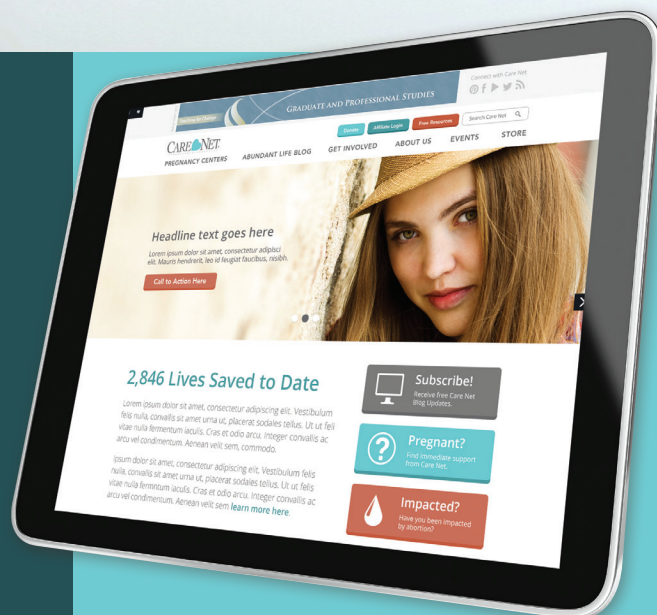 Teaching for Change
GRADUATE AND PROFESSIONAL STUDIES
Connect with Care Net
CARE NET
Donate
Affiliate Login
Free Resources
Search Care Net
PREGNANCY CENTERS
ABUNDANT LIFE BLOG
GET INVOLVED
ABOUT US
EVENTS
STORE
Headline text goes here
Lorem ipsum dolor sit amet, consectetur adipisci
elit. Mauris hendrerit, leo id feugiat faucibus, nisibh.
Call to Action Here
2,846 Lives Saved to Date
Lorem ipsum dolor sit amet, consectetur adipiscing elit. Vestibulum
felis nulla, convallis sit amet urna ut, placerat sodales tellus. Ut ut feli
vitae nulla fermentum iaculis. Cras et odio arcu. Integer convallis ac
arcu vel condimentum. Aenean velit sem, commodo.
Ipsum dolor sit amet, consectetur adipiscing elit. Vestibulum felis
nulla, convallis sit amet urna ut, placerat sodales tellus. Ut ut felis
vitae nulla fermntum iaculis. Cras et odio arcu. Integer convallis ac
arcu vel condimentum. Aenean velit sem learn more here.
Subscribe!
Receive free Care Net
Blog Updates.
Pregnant?
Find immediate support
from Care Net.
Impacted?
Have you been impacted
by abortion?